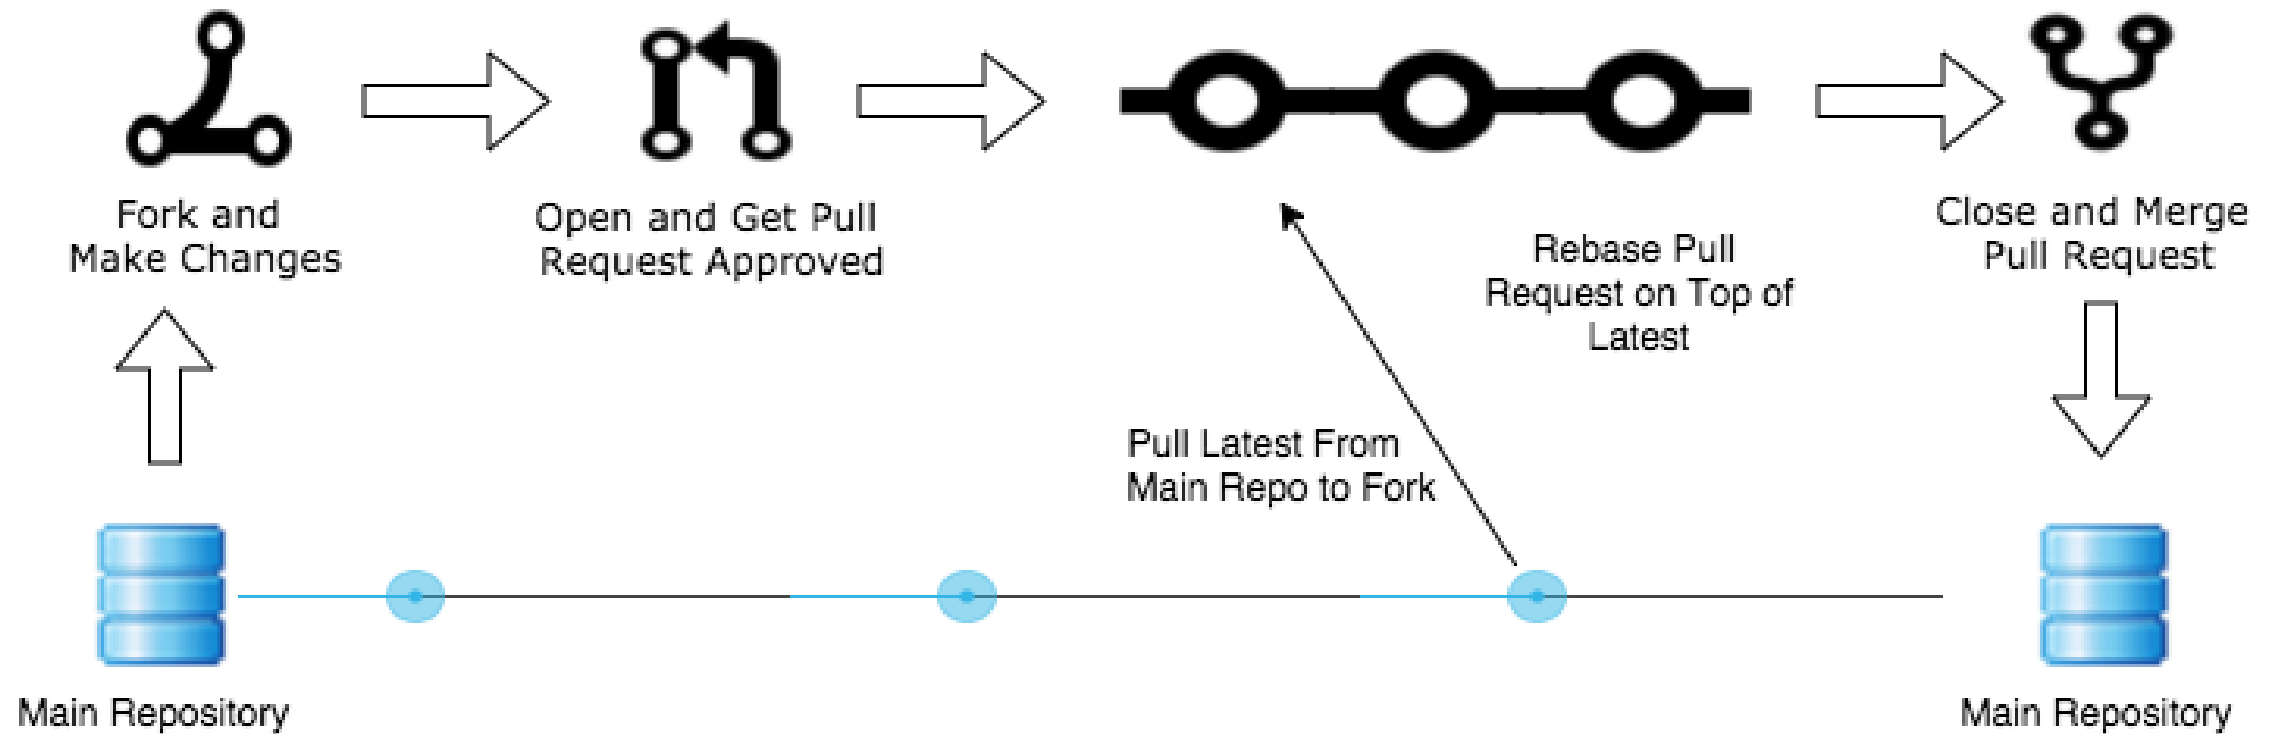 Fork and
Make Changes
Open and Get Pull
Request Approved
Rebase Pull
Request on Top of
Latest
Close and Merge
Pull Request
Pull Latest From
Main Repo to Fork
Main Repository
Main Repository